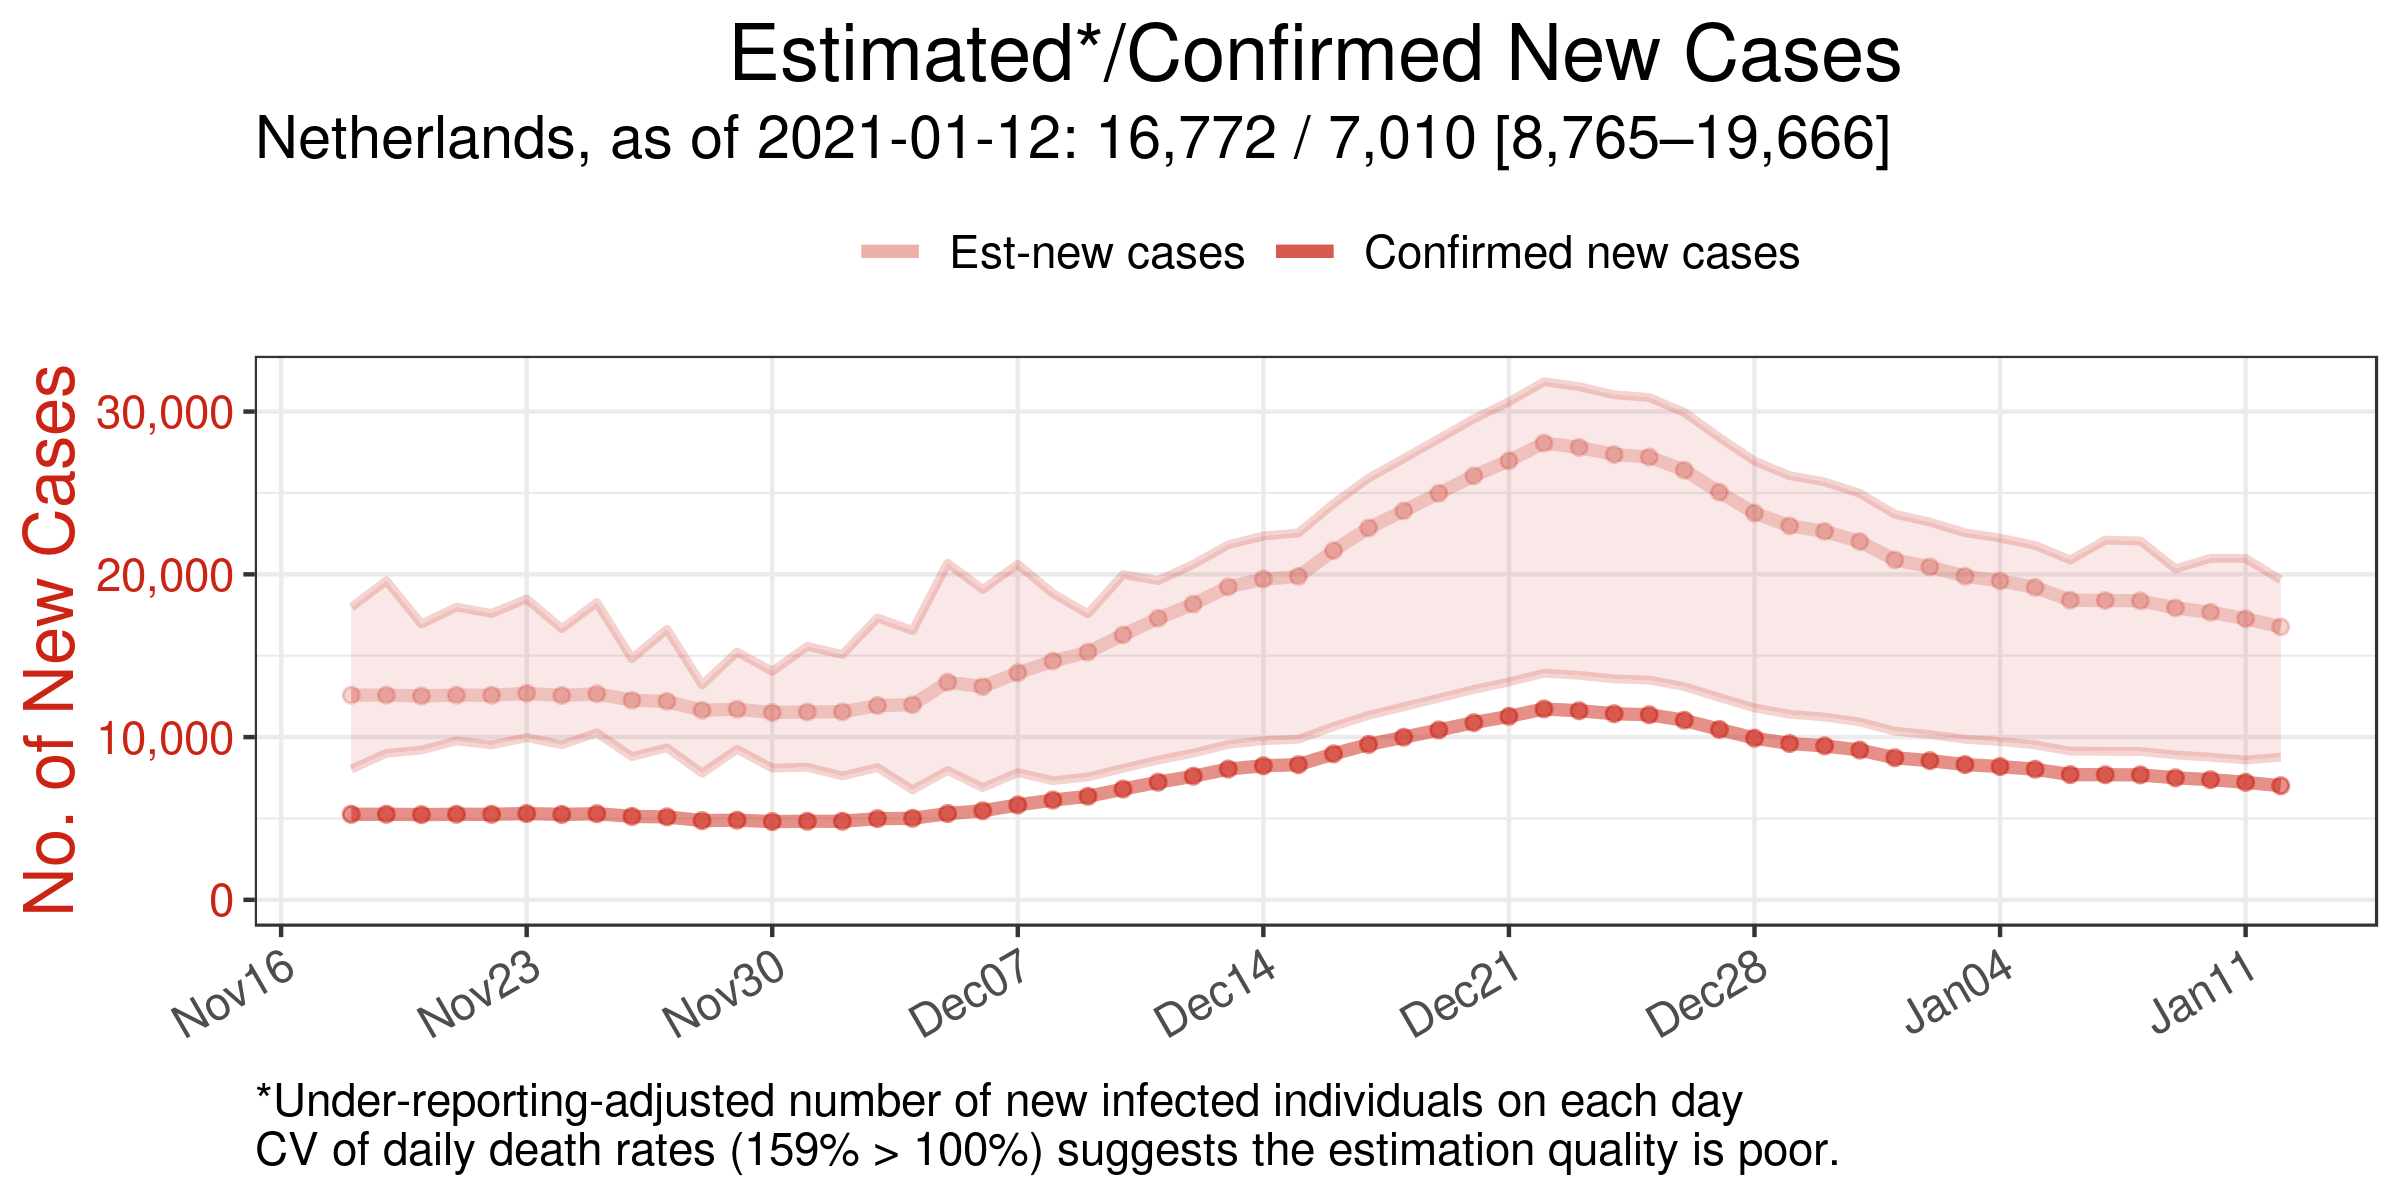 Estimated*/Confirmed New Cases
Netherlands, as of 2021-01-12: 16,772 / 7,010 [8,765–19,666]
Est-new cases
Confirmed new cases
No. of New Cases
30,000
20,000
10,000
0
Nov16
Nov23
Nov30
Dec07
Dec14
Dec21
Dec28
Jan04
Jan11
*Under-reporting-adjusted number of new infected individuals on each day
CV of daily death rates (159% > 100%) suggests the estimation quality is poor.